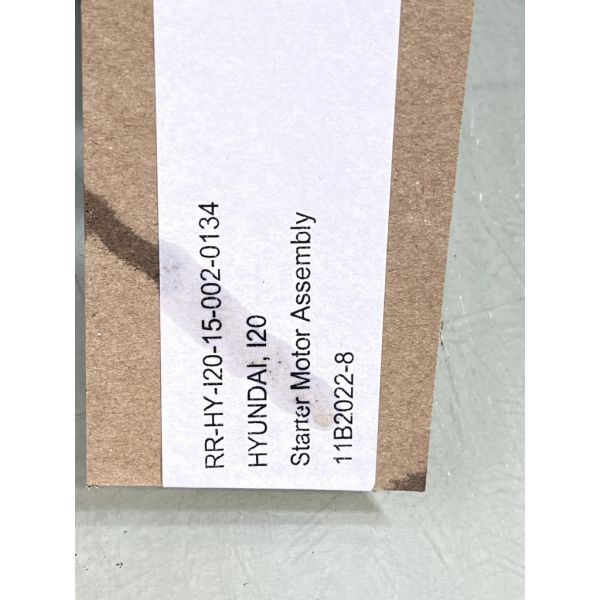 RR-HY-I20-15-002-0134
HYUNDAI, I20
Starter Motor Assembly
11B2022-8